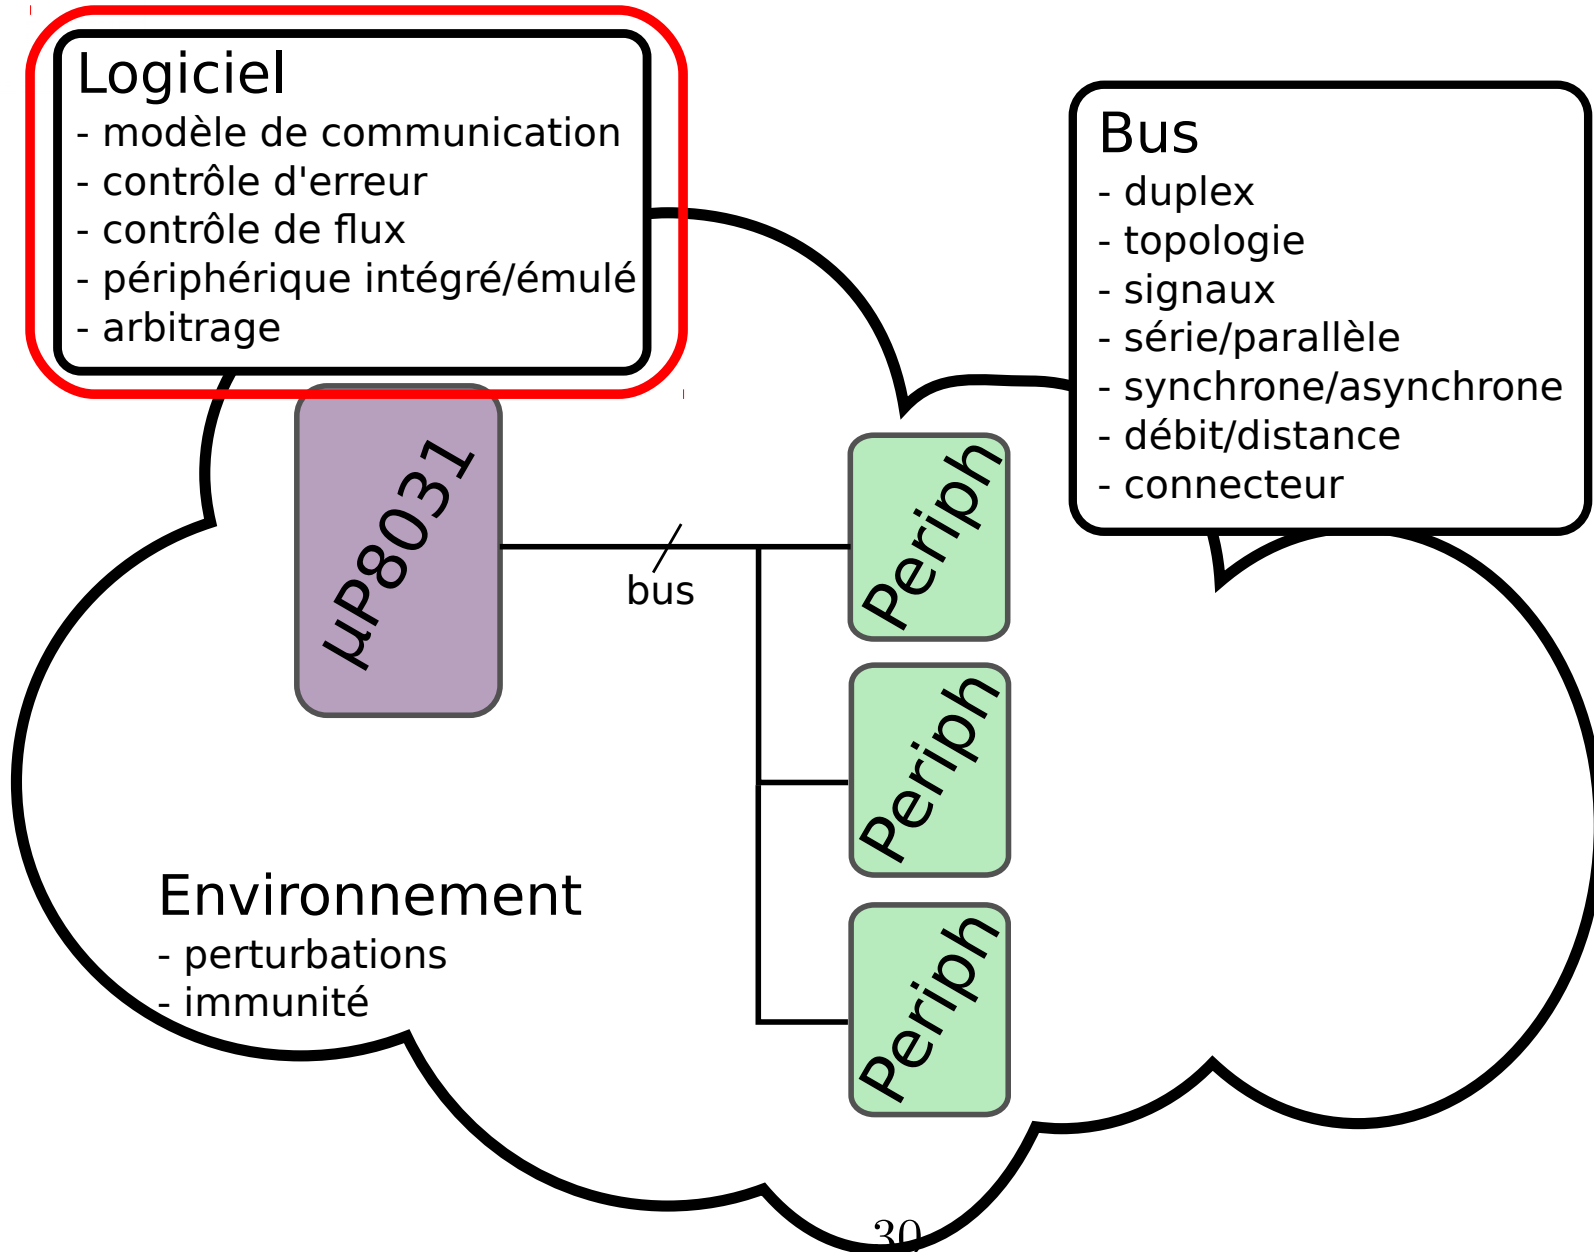 Logiciel
- modèle de communication
- contrôle d'erreur
- contrôle de flux
- périphérique intégré/émulé
- arbitrage
Bus
- duplex
- topologie
- signaux
- série/parallèle
- synchrone/asynchrone
- débit/distance
- connecteur
µP8031
bus
Periph
Periph
Periph
Environnement
- perturbations
- immunité
30